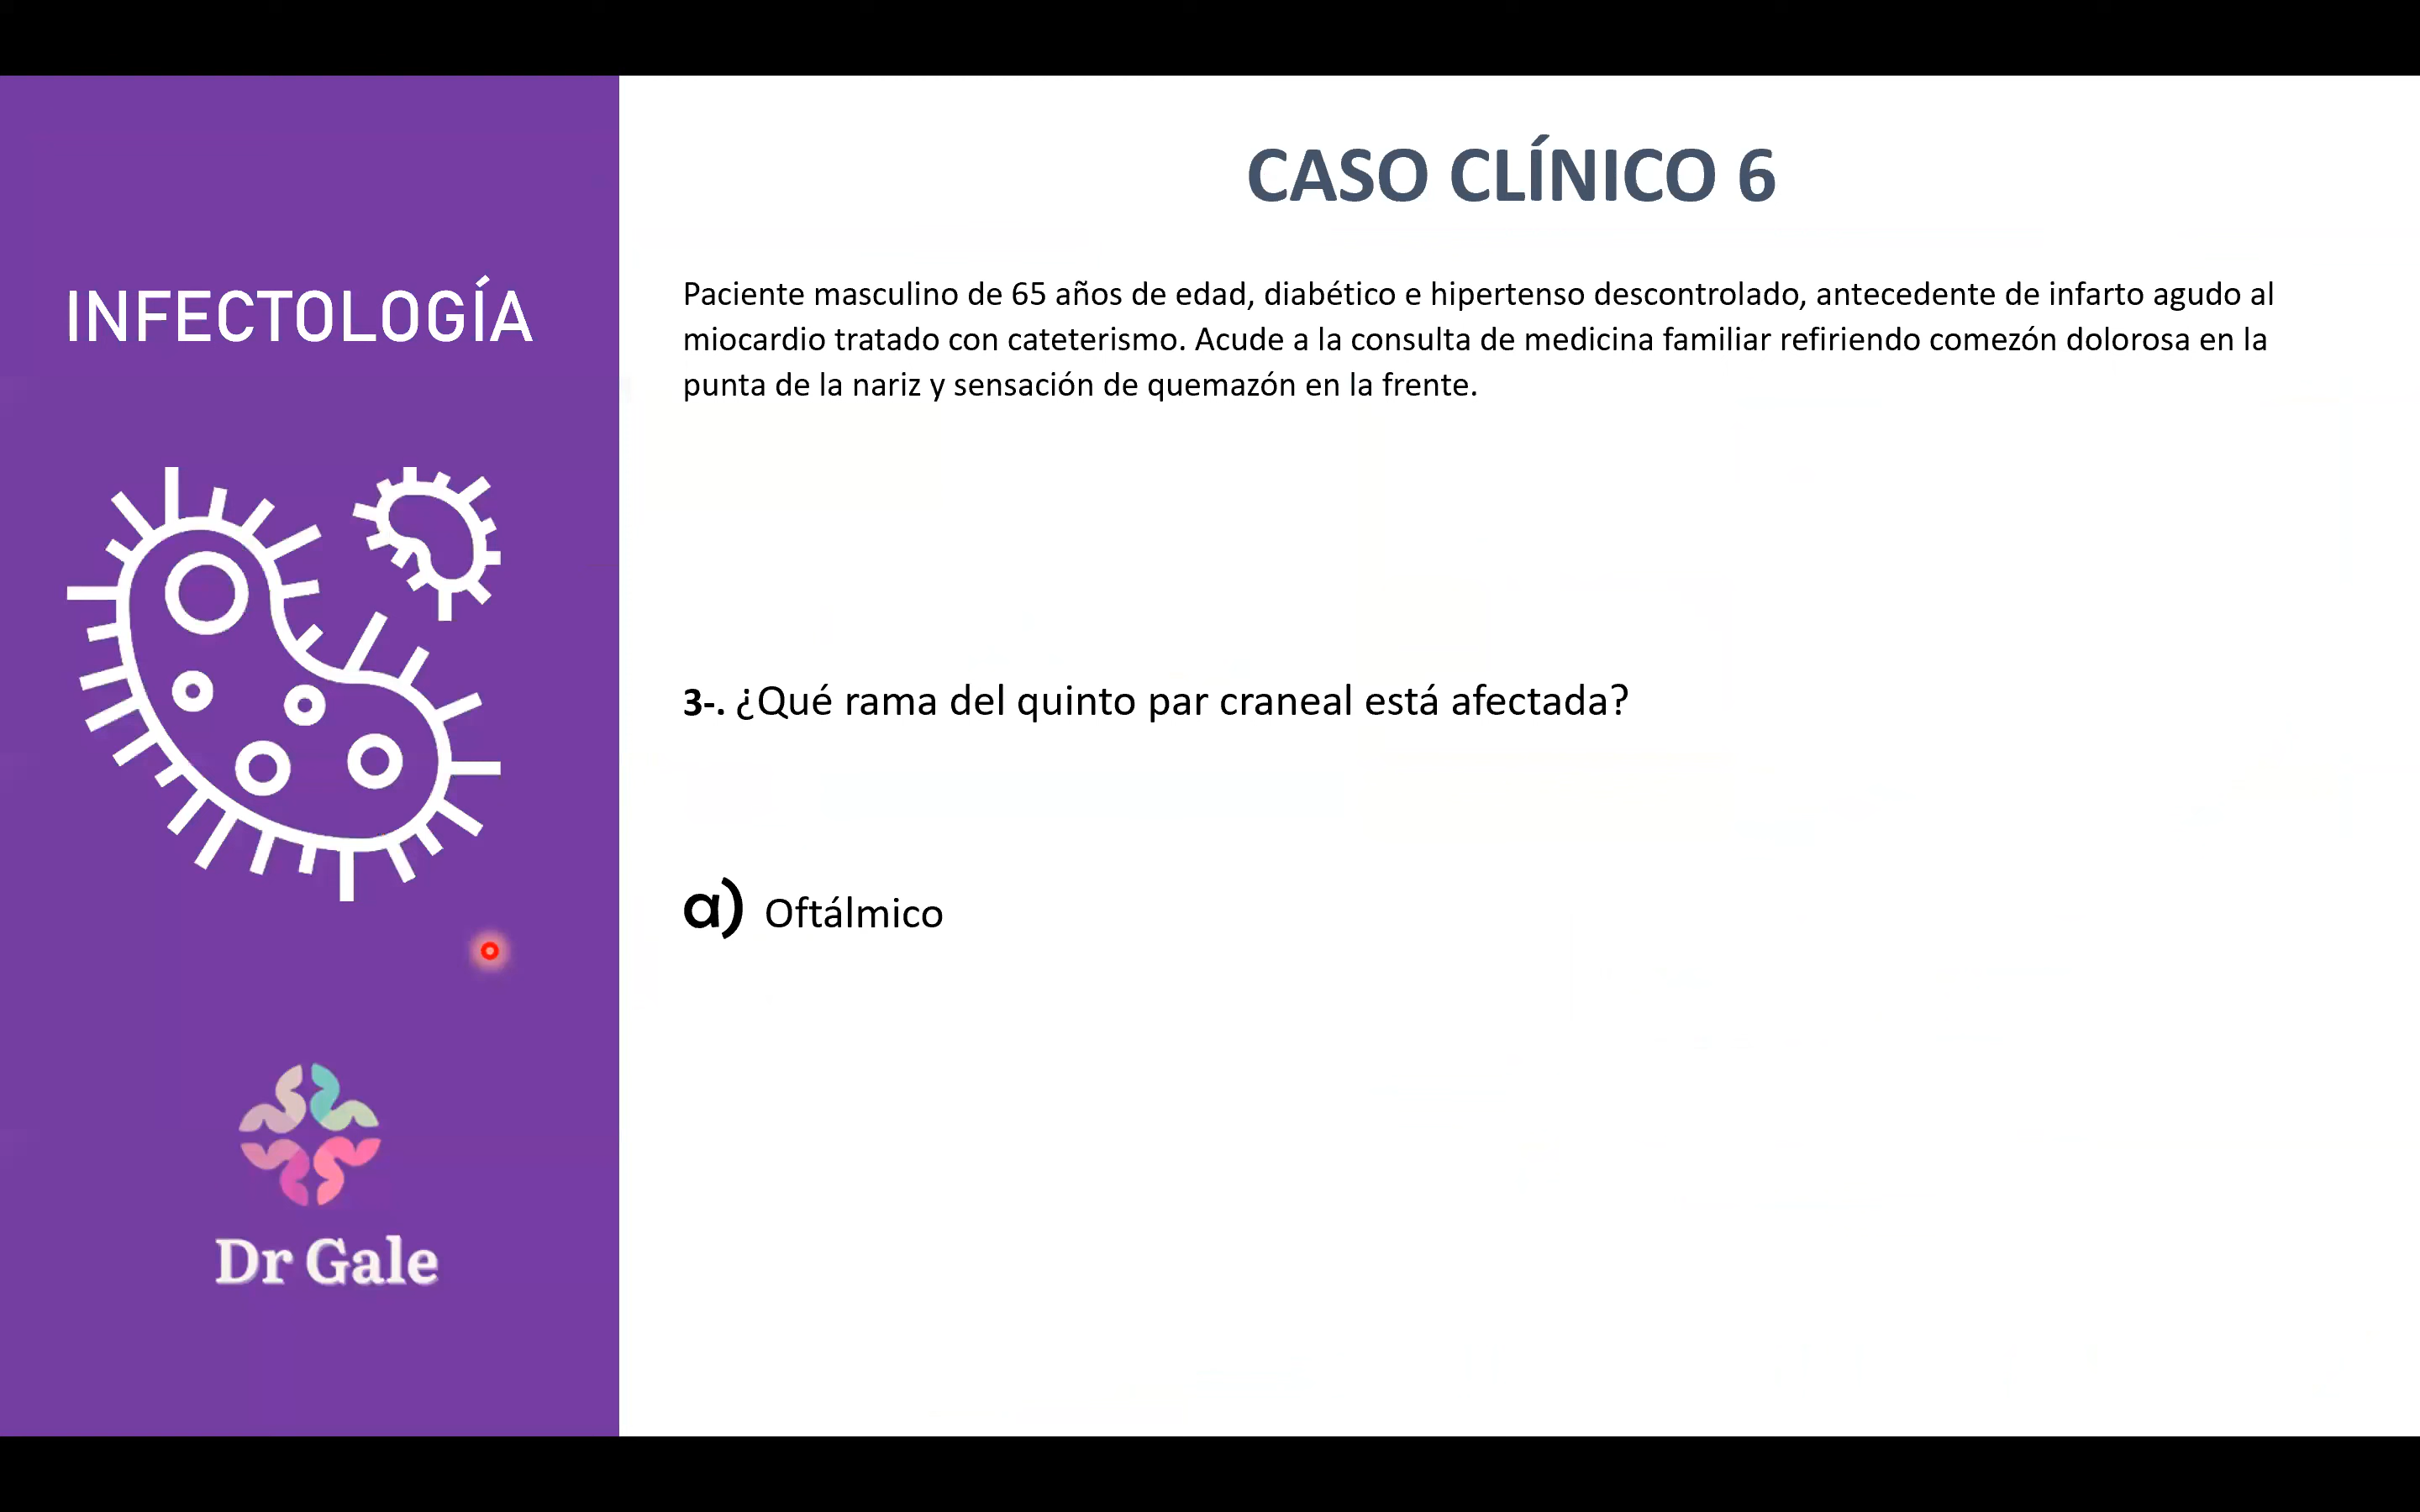 INFECTOLOGÍA
Dr Gale
CASO CLÍNICO 6
Paciente masculino de 65 años de edad, diabético e hipertenso descontrolado, antecedente de infarto agudo al
miocardio tratado con cateterismo. Acude a la consulta de medicina familiar refiriendo comezón dolorosa en la
punta de la nariz y sensación de quemazón en la frente.
3-. ¿Qué rama del quinto par craneal está afectada?
a) Oftálmico